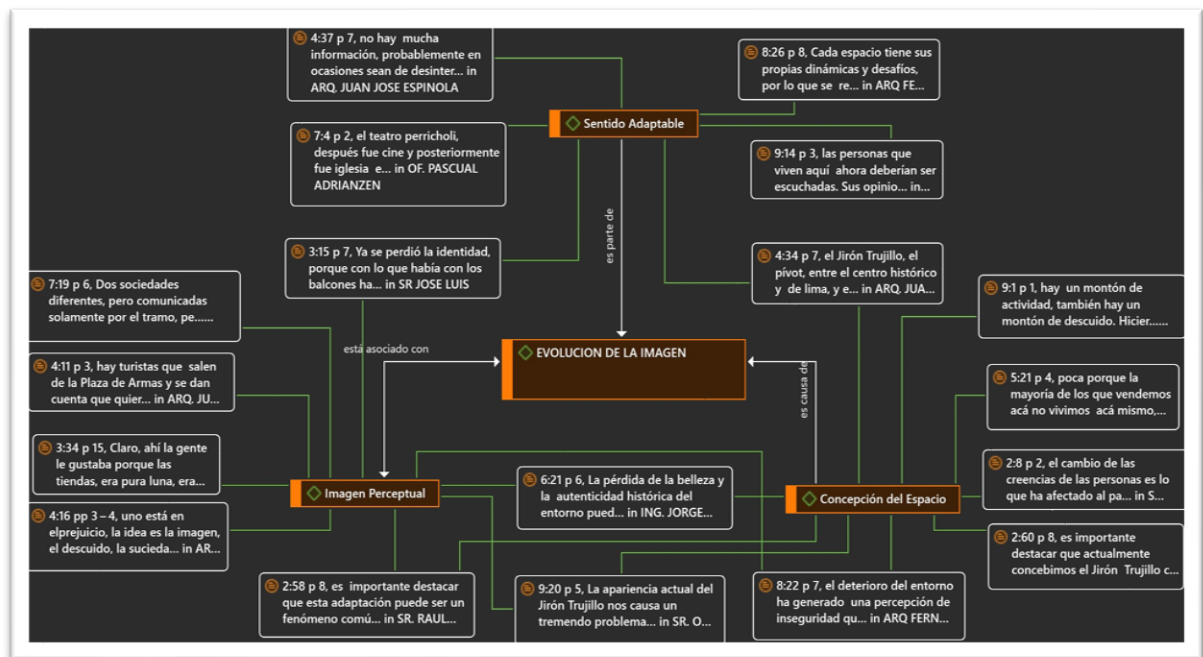 4:37 p 7, no hay mucha
información, probablemente en
ocasiones sean de desinter... in
ARQ. JUAN JOSE ESPINOLA
8:26 p 8, Cada espacio tiene sus
propias dinámicas y desafíos,
por lo que se re... in ARQ FE...
Sentido Adaptable
7:4 p 2, el teatro perricholi,
después fue cine y posteriormente
fue iglesia e... in OF. PASCUAL
ADRIANZEN
9:14 p 3, las personas que
viven aquí ahora deberían ser
escuchadas. Sus opinio... in...
es parte de
3:15 p 7, Ya se perdió la identidad,
porque con lo que había con los
balcones ha... in SR JOSE LUIS
4:34 p 7, el Jirón Trujillo, el
pívot, entre el centro histórico
y de lima, y e... in ARQ. JUA...
7:19 p 6, Dos sociedades
diferentes, pero comunicadas
solamente por el tramo, pe......
9:1 p 1, hay un montón de
actividad, también hay un
montón de descuido. Hicier......
está asociado con
EVOLUCION DE LA IMAGEN
es causa de
4:11 p 3, hay turistas que salen
de la Plaza de Armas y se dan
cuenta que quier... in ARQ. JU...
5:21 p 4, poca porque la
mayoría de los que vendemos
acá no vivimos acá mismo,...
3:34 p 15, Claro, ahí la gente
le gustaba porque las
tiendas, era pura luna, era...
Imagen Perceptual
6:21 p 6, La pérdida de la belleza y
la autenticidad histórica del
entorno pued... in ING. JORGE...
Concepción del Espacio
2:8 p 2, el cambio de las
creencias de las personas es lo
que ha afectado al pa... in S...
4:16 pp 3 – 4, uno está en
elprejuicio, la idea es la imagen,
el descuido, la sucieda... in AR...
2:60 p 8, es importante
destacar que actualmente
concebimos el Jirón Trujillo c...
2:58 p 8, es importante destacar
que esta adaptación puede ser un
fenómeno comú... in SR. RAUL...
9:20 p 5, La apariencia actual del
Jirón Trujillo nos causa un
tremendo problema... in SR. O...
8:22 p 7, el deterioro del entorno
ha generado una percepción de
inseguridad qu... in ARQ FERN...